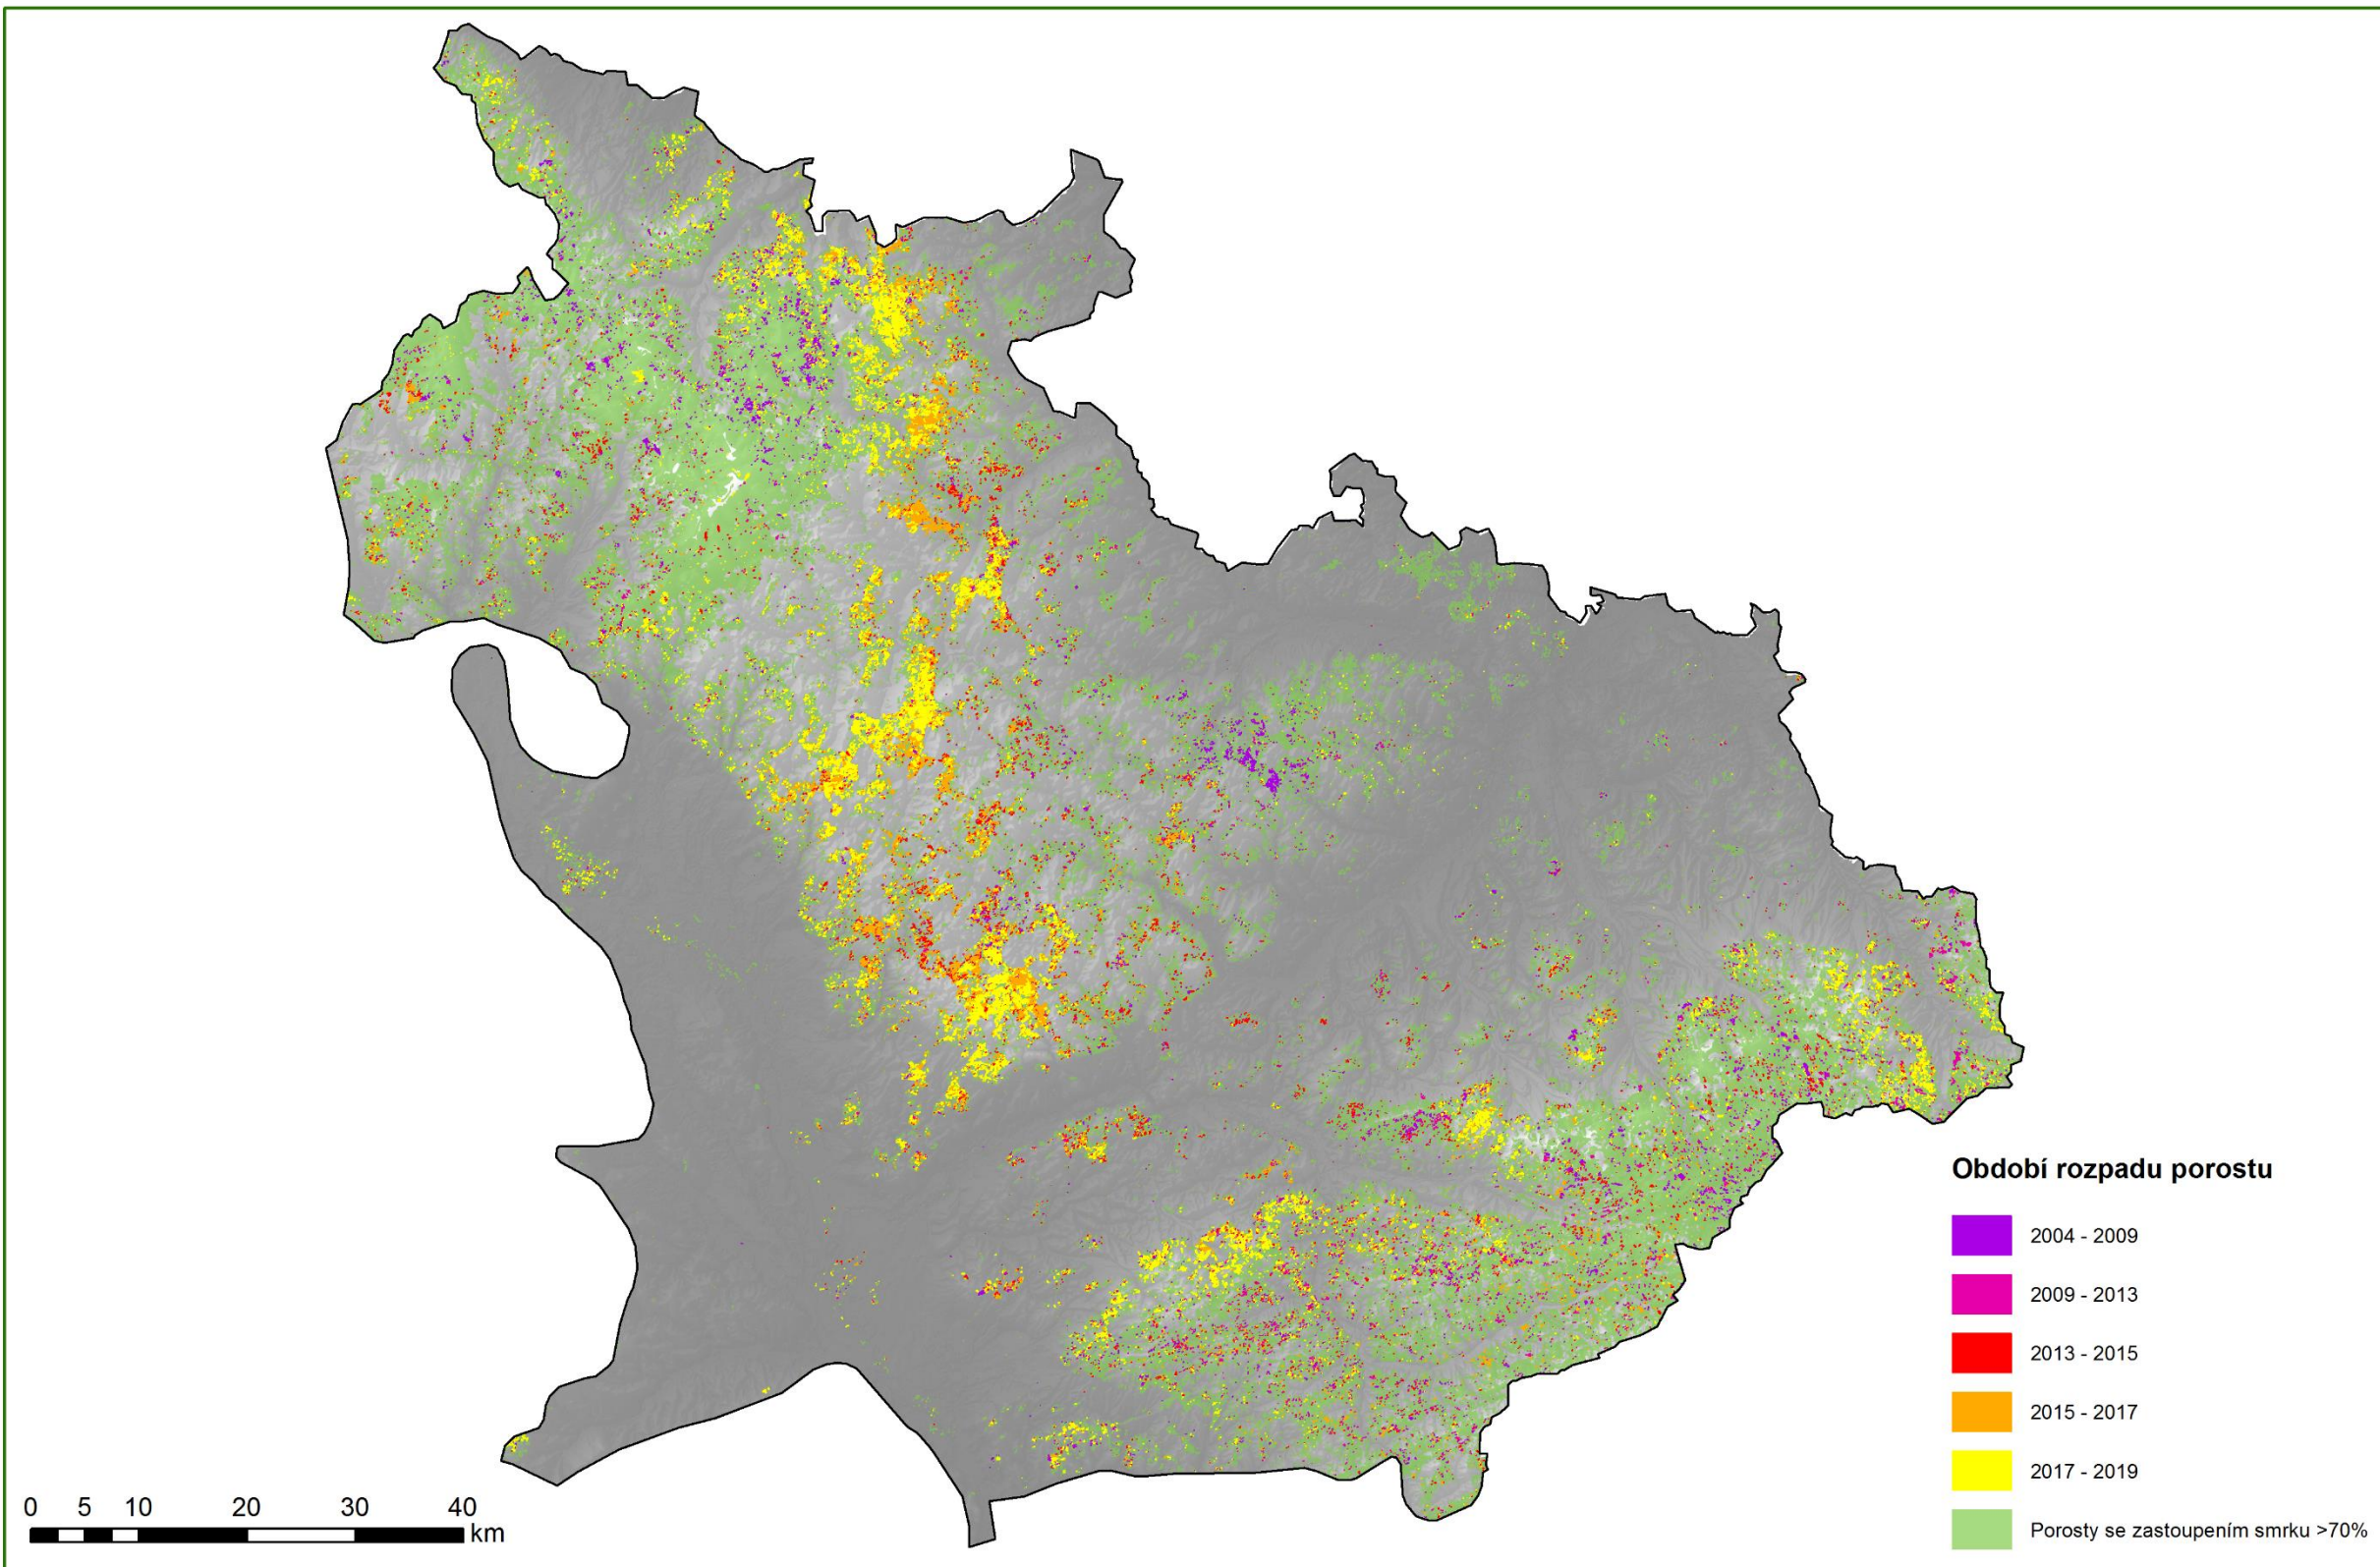 Období rozpadu porostu
2004 - 2009
2009 - 2013
2013 - 2015
2015 - 2017
2017 - 2019
Porosty se zastoupením smrku >70%
0 5 10 20 30 40
km